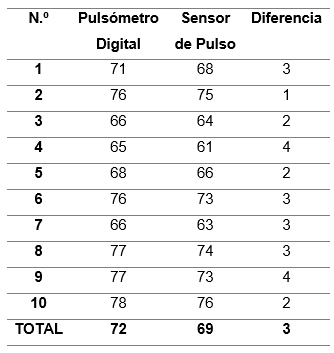 N.º Pulsómetro Digital Sensor de Pulso Diferencia
1 71 68 3
2 76 75 1
3 66 64 2
4 65 61 4
5 68 66 2
6 76 73 3
7 66 63 3
8 77 74 3
9 77 73 4
10 78 76 2
TOTAL 72 69 3